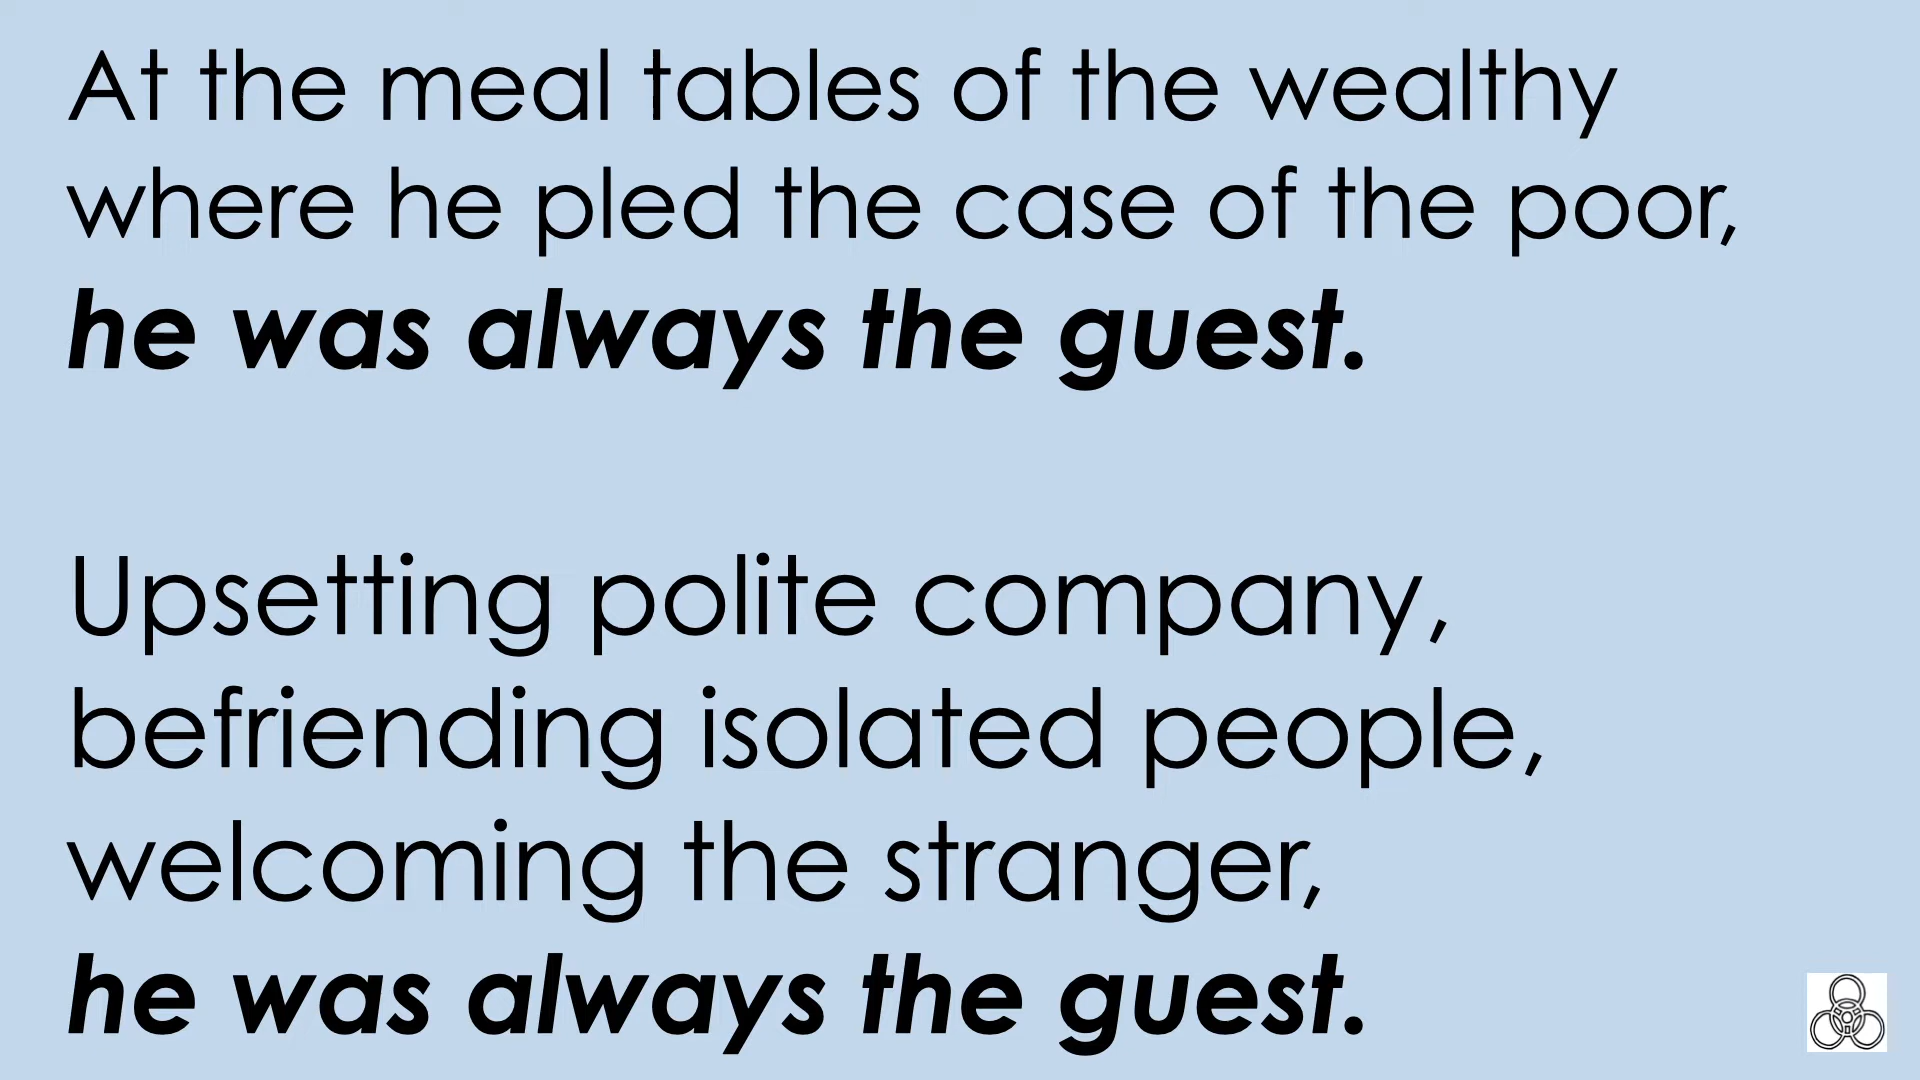 At the meal tables of the wealthy
where he pled the case of the poor,
he was always the guest.
Upsetting polite company,
befriending isolated people,
welcoming the stranger,
he was always the guest.